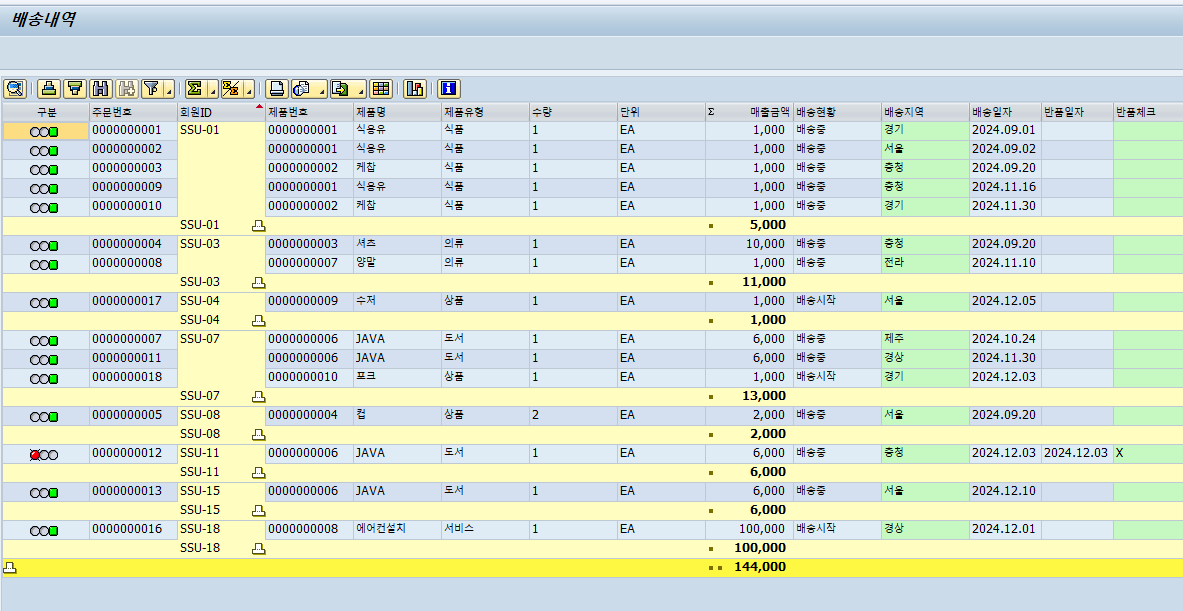 배송내역
구분 주문번호 회원ID 제품번호 제품명 제품유형 수량 단위 Σ 매출금액 배송현황 배송지역 배송일자 반품일자 반품체크
0000000001 SSU-01 0000000001 식용유 식품 1 EA 1,000 배송중 경기 2024.09.01
0000000002 0000000001 식용유 식품 1 EA 1,000 배송중 서울 2024.09.02
0000000003 0000000002 케찹 식품 1 EA 1,000 배송중 충청 2024.09.20
0000000009 0000000001 식용유 식품 1 EA 1,000 배송중 충청 2024.11.16
0000000010 0000000002 케찹 식품 1 EA 1,000 배송중 경기 2024.11.30
SSU-01 5,000
0000000004 SSU-03 0000000003 셔츠 의류 1 EA 10,000 배송중 충청 2024.09.20
0000000008 0000000007 양말 의류 1 EA 1,000 배송중 전라 2024.11.10
SSU-03 11,000
0000000017 SSU-04 0000000009 수저 상품 1 EA 1,000 배송시작 서울 2024.12.05
SSU-04 1,000
0000000007 SSU-07 0000000006 JAVA 도서 1 EA 6,000 배송중 제주 2024.10.24
0000000011 0000000006 JAVA 도서 1 EA 6,000 배송중 경상 2024.11.30
0000000018 0000000010 포크 상품 1 EA 1,000 배송시작 경기 2024.12.03
SSU-07 13,000
0000000005 SSU-08 0000000004 컵 상품 2 EA 2,000 배송중 서울 2024.09.20
SSU-08 2,000
0000000012 SSU-11 0000000006 JAVA 도서 1 EA 6,000 배송중 충청 2024.12.03 2024.12.03 X
SSU-11 6,000
0000000013 SSU-15 0000000006 JAVA 도서 1 EA 6,000 배송중 서울 2024.12.10
SSU-15 6,000
0000000016 SSU-18 0000000008 에어컨설치 서비스 1 EA 100,000 배송시작 경상 2024.12.01
SSU-18 100,000
144,000